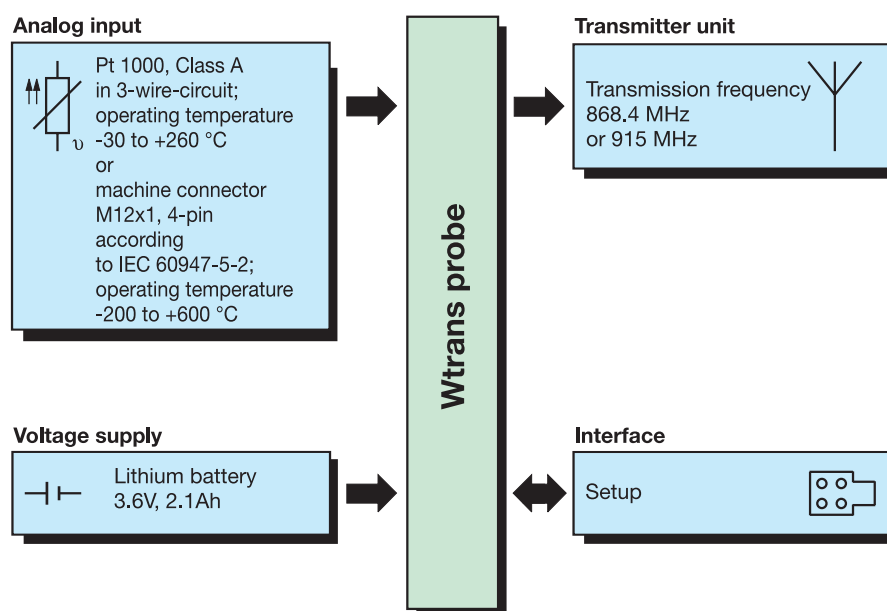 Analog input
Pt 1000, Class A
in 3-wire-circuit;
operating temperature
-30 to +260 °C
or
machine connector
M12x1, 4-pin
according
to IEC 60947-5-2;
operating temperature
-200 to +600 °C
υ
Voltage supply
Lithium battery
3.6V, 2.1Ah
Wtrans probe
Transmitter unit
Transmission frequency
868.4 MHz
or 915 MHz
Interface
Setup